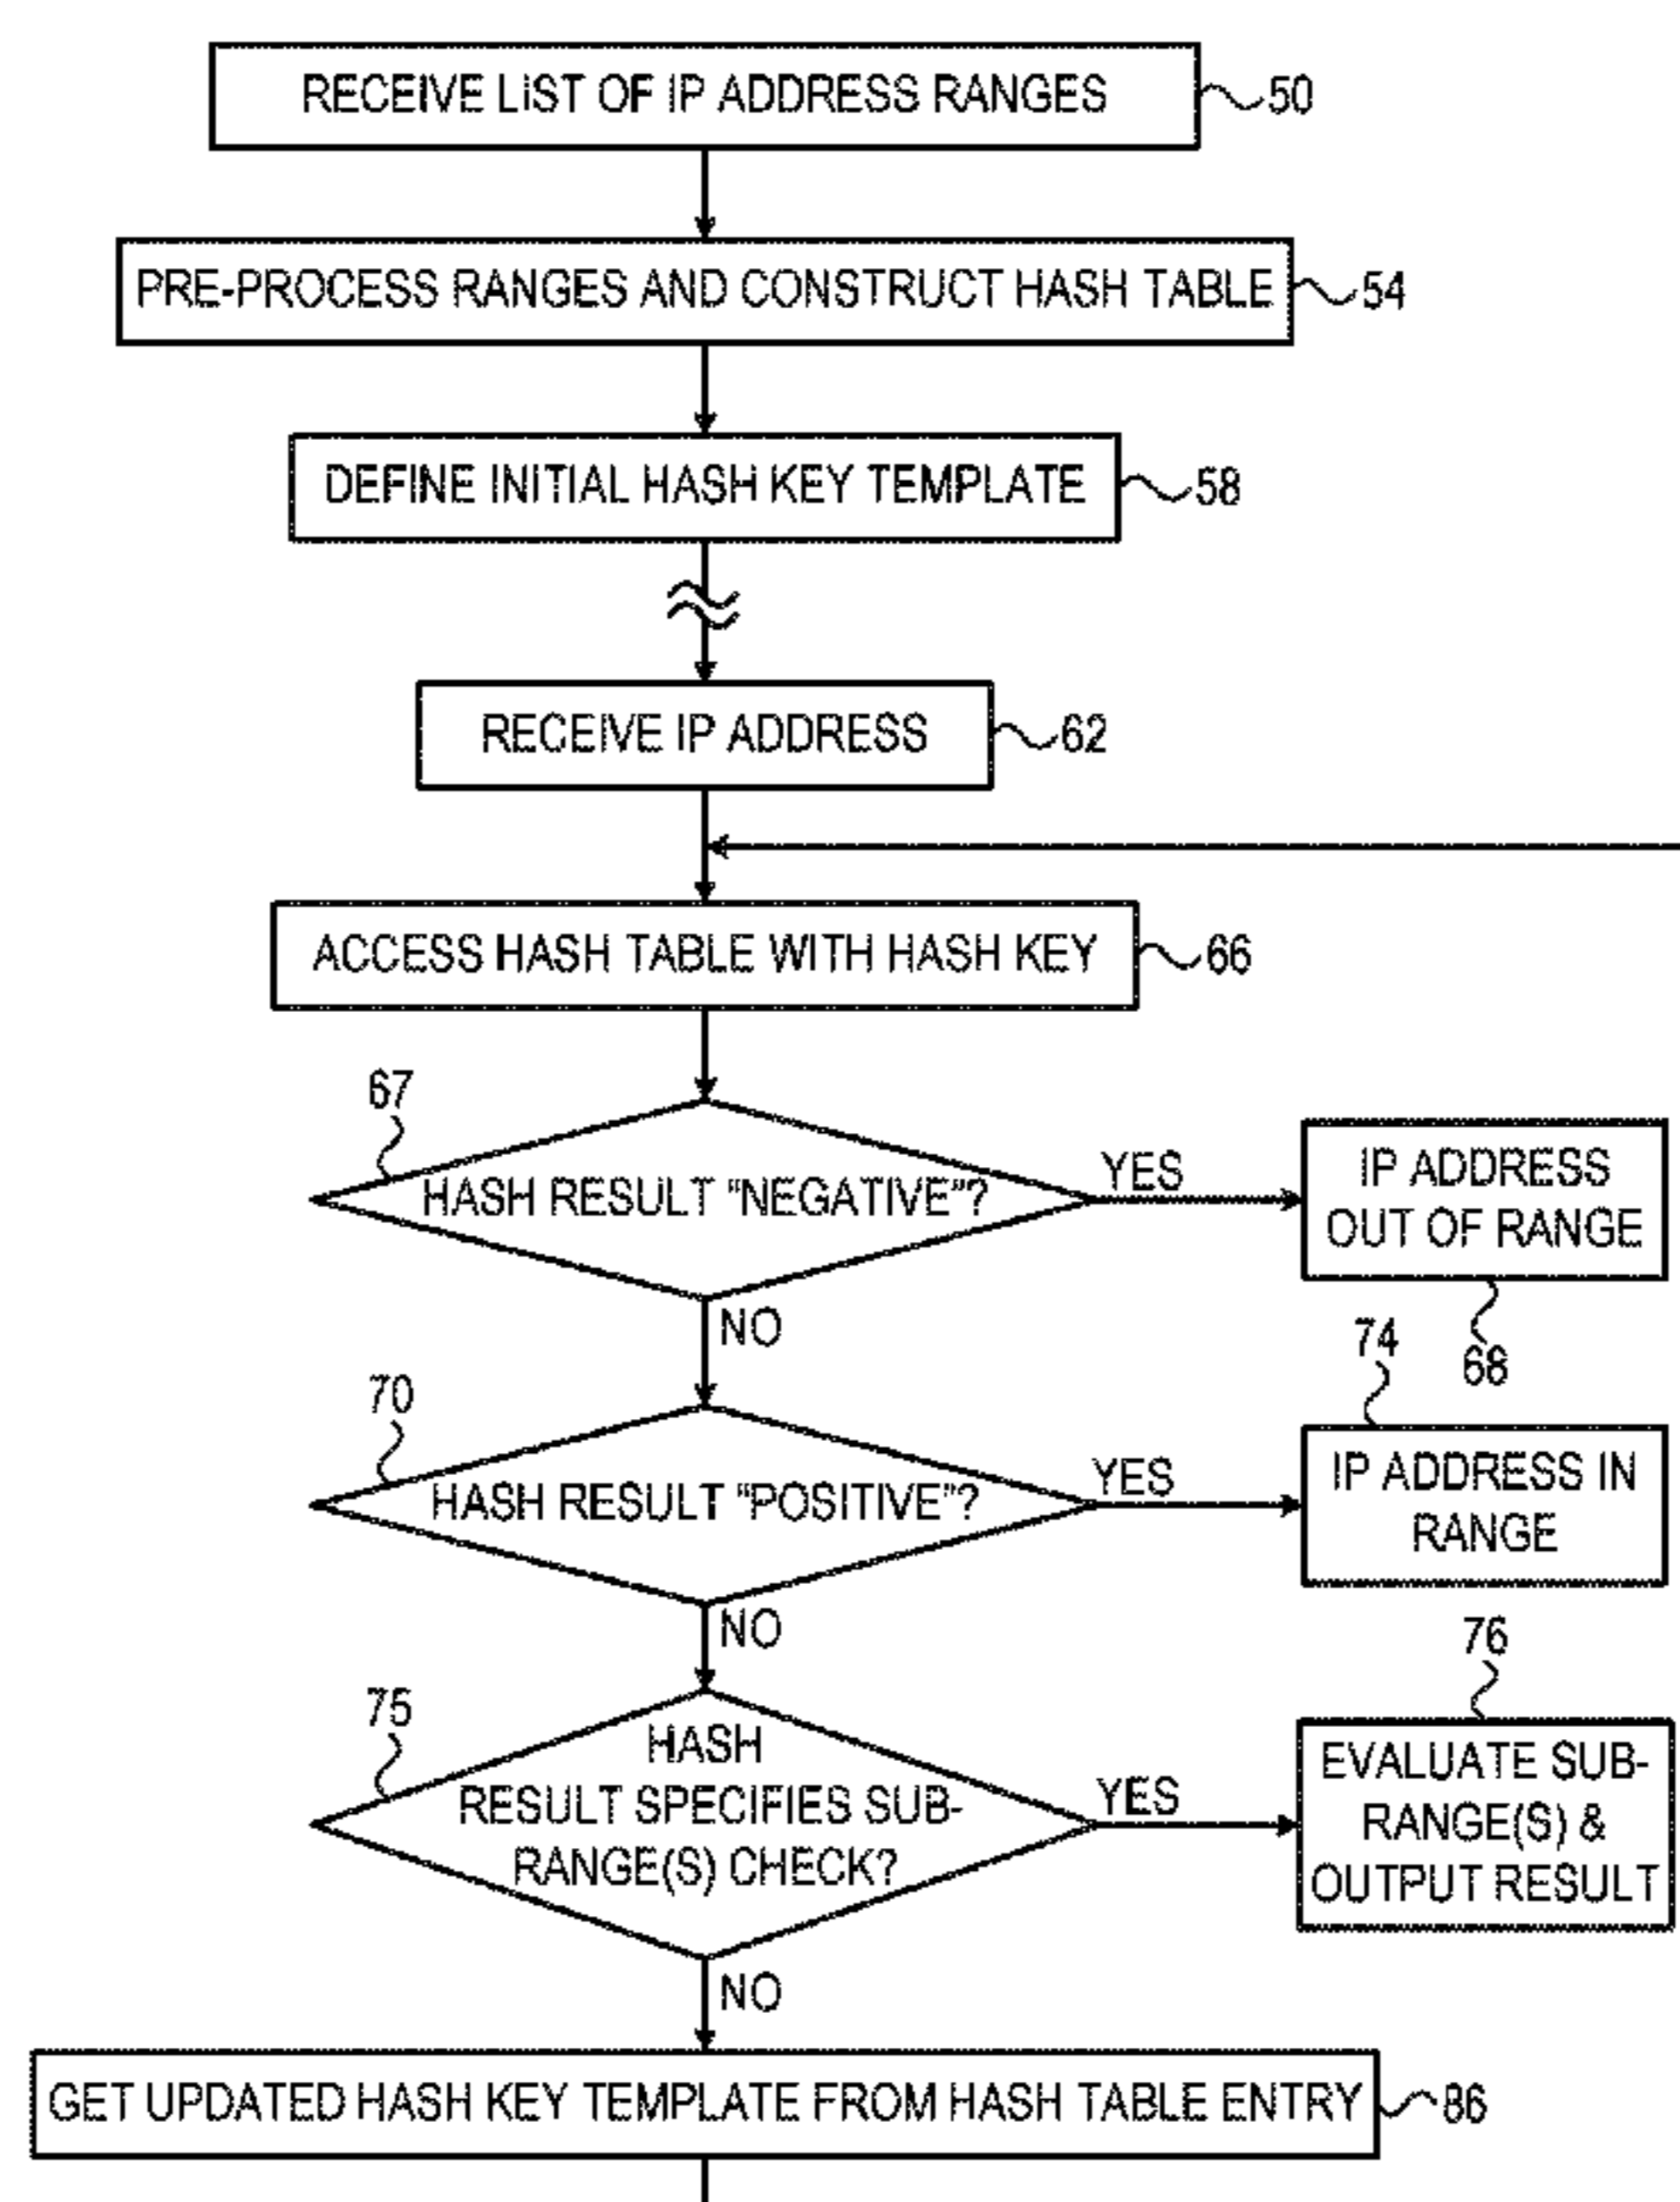 RECEIVE LIST OF IP ADDRESS RANGES
50
PRE-PROCESS RANGES AND CONSTRUCT HASH TABLE
54
DEFINE INITIAL HASH KEY TEMPLATE
58
RECEIVE IP ADDRESS
62
ACCESS HASH TABLE WITH HASH KEY
66
67
HASH RESULT "NEGATIVE"?
YES
IP ADDRESS
OUT OF RANGE
68
NO
70
HASH RESULT "POSITIVE"?
YES
74
IP ADDRESS IN
RANGE
NO
75
HASH
RESULT SPECIFIES SUB-
RANGE(S) CHECK?
YES
76
EVALUATE SUB-
RANGE(S) &
OUTPUT RESULT
NO
GET UPDATED HASH KEY TEMPLATE FROM HASH TABLE ENTRY
86